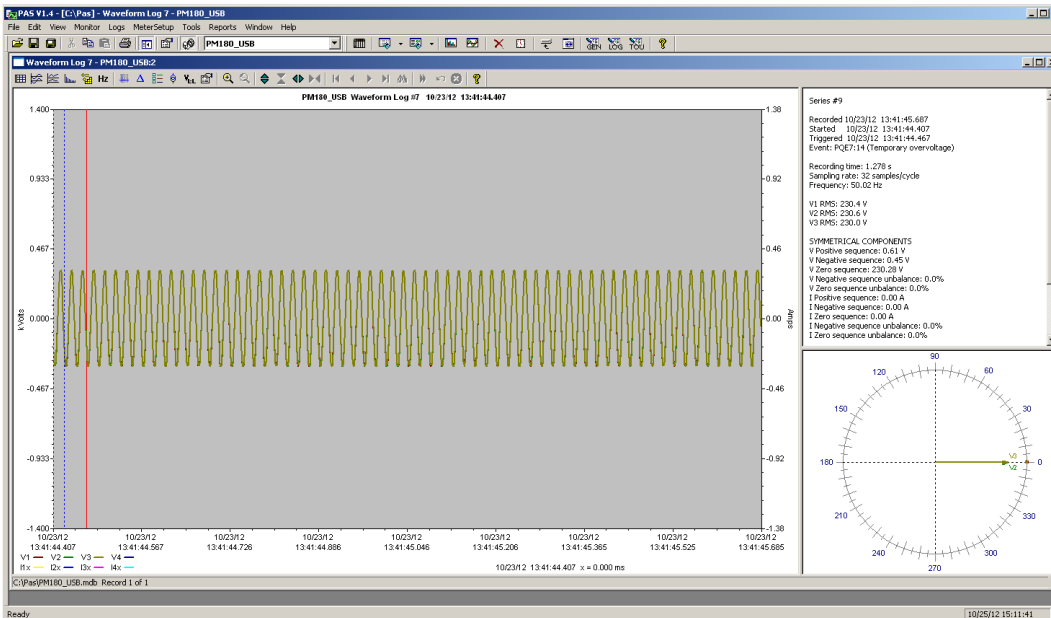 PAS V1.4 - [C:\Pas] - Waveform Log 7 - PM180_USB
File Edit View Monitor Logs MeterSetup Tools Reports Window Help
PM180_USB
GEN LOG TOU
Waveform Log 7 - PM180_USB:2
Hz
PM180_USB Waveform Log #7 10/23/12 13:41:44.407
1.400
0.933
0.467
0.000
-0.467
-0.933
-1.400
kVolts
1.38
0.92
0.46
0.00
-0.46
-0.92
-1.38
Amps
10/23/12 10/23/12 10/23/12 10/23/12 10/23/12 10/23/12 10/23/12 10/23/12 10/23/12
13:41:44.407 13:41:44.567 13:41:44.726 13:41:44.886 13:41:45.046 13:41:45.206 13:41:45.365 13:41:45.525 13:41:45.685
V1 V2 V3 V4
I1x I2x I3x I4x
10/23/12 13:41:44.407 x = 0.000 ms
Series #9
Recorded 10/23/12 13:41:45.687
Started 10/23/12 13:41:44.407
Triggered 10/23/12 13:41:44.467
Event: PQE7:14 (Temporary overvoltage)
Recording time: 1.278 s
Sampling rate: 32 samples/cycle
Frequency: 50.02 Hz
V1 RMS: 230.4 V
V2 RMS: 230.6 V
V3 RMS: 230.0 V
SYMMETRICAL COMPONENTS
V Positive sequence: 0.61 V
V Negative sequence: 0.45 V
V Zero sequence: 230.28 V
V Negative sequence unbalance: 0.0%
V Zero sequence unbalance: 0.0%
I Positive sequence: 0.00 A
I Negative sequence: 0.00 A
I Zero sequence: 0.00 A
I Negative sequence unbalance: 0.0%
I Zero sequence unbalance: 0.0%
90
120 60
150 30
V3
180 0
V2
210 330
240 300
270
C:\Pas\PM180_USB.mdb Record 1 of 1
Ready
10/25/12 15:11:41